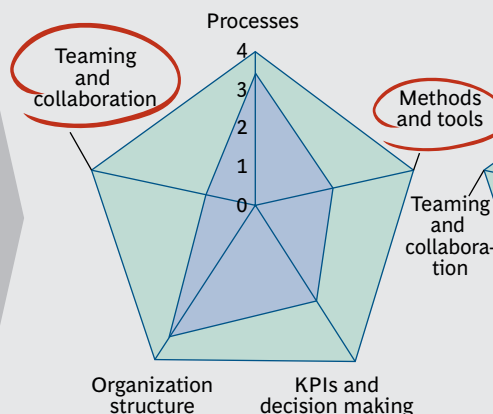 Processes
4
3
2
1
0
Teaming
and
collaboration
Methods
and tools
Teaming
and
collabora-
tion
Organization
structure
KPIs and
decision making